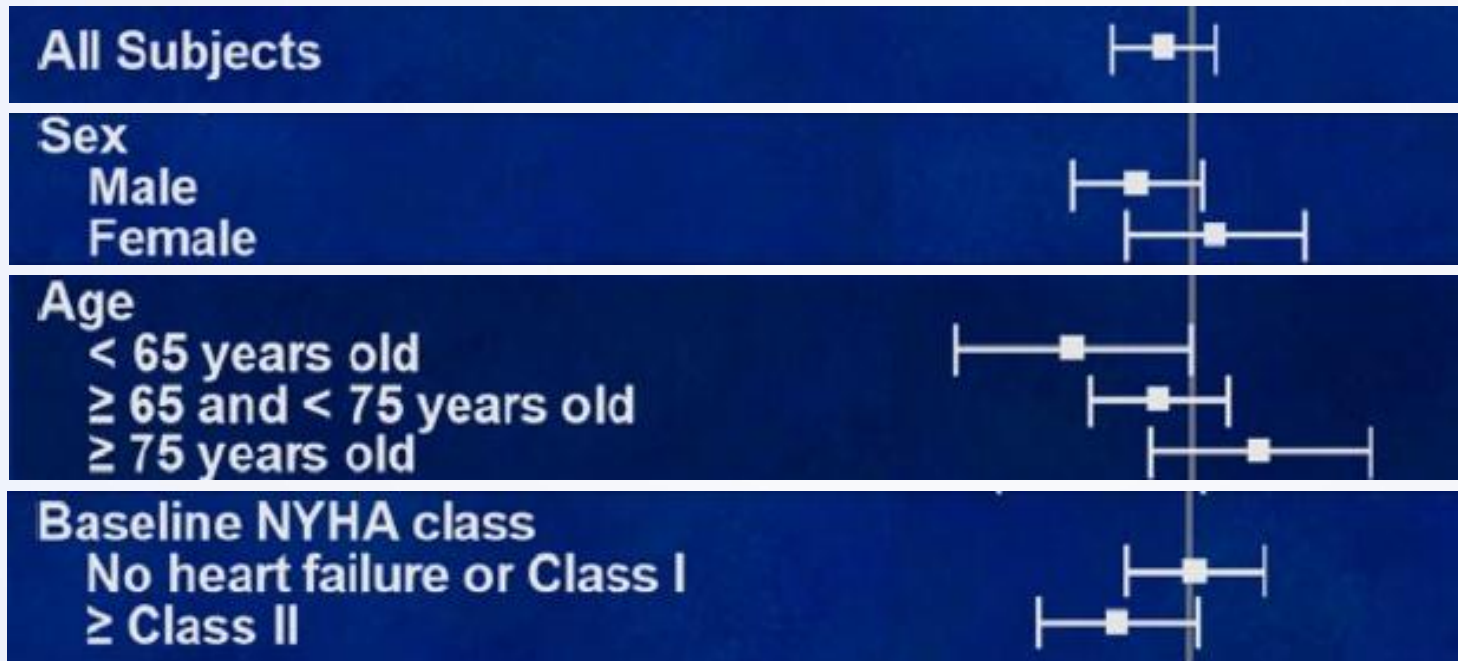 All Subjects
Sex
Male
Female
Age
< 65 years old
≥ 65 and < 75 years old
≥ 75 years old
Baseline NYHA class
No heart failure or Class I
≥ Class II